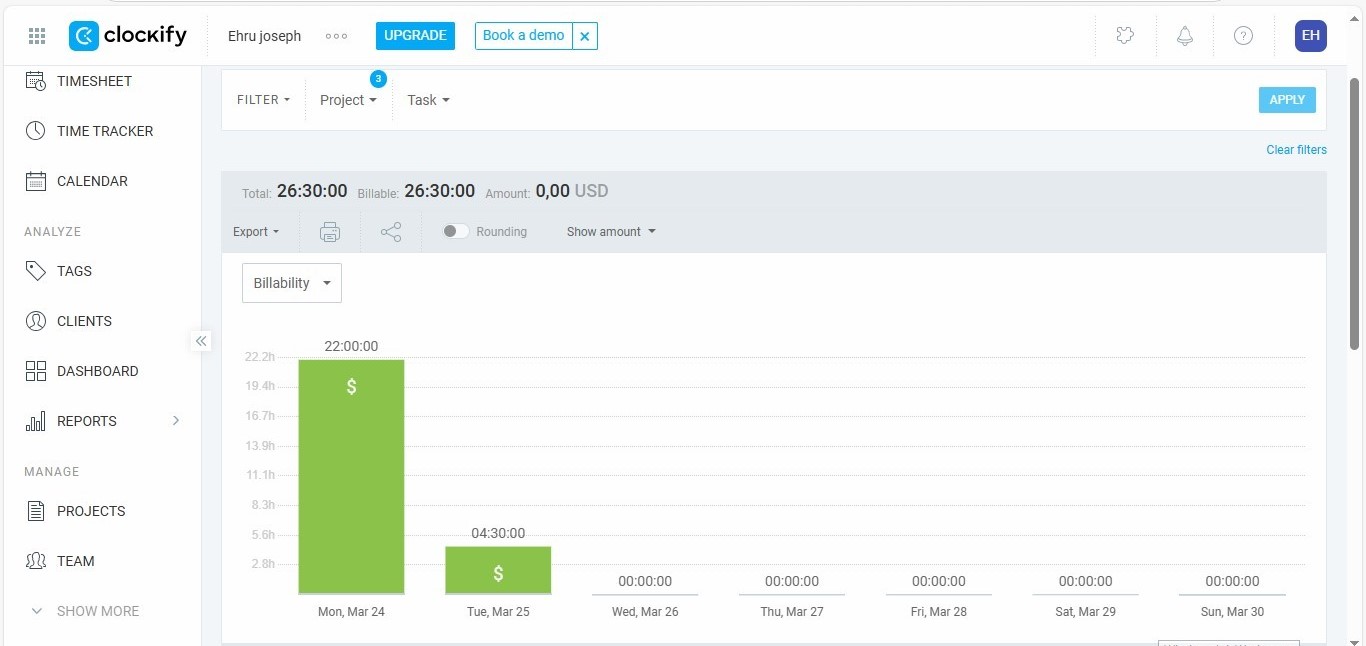 clockify
Ehru joseph
UPGRADE
Book a demo
EH
TIMESHEET
TIME TRACKER
CALENDAR
ANALYZE
TAGS
CLIENTS
DASHBOARD
REPORTS
MANAGE
PROJECTS
TEAM
SHOW MORE
FILTER
Project
3
Task
APPLY
Clear filters
Total: 26:30:00 Billable: 26:30:00 Amount: 0,00 USD
Export
Rounding
Show amount
Billability
22.2h
19.4h
16.7h
13.9h
11.1h
8.3h
5.6h
2.8h
22:00:00
$
04:30:00
$
00:00:00
00:00:00
00:00:00
00:00:00
00:00:00
Mon, Mar 24
Tue, Mar 25
Wed, Mar 26
Thu, Mar 27
Fri, Mar 28
Sat, Mar 29
Sun, Mar 30